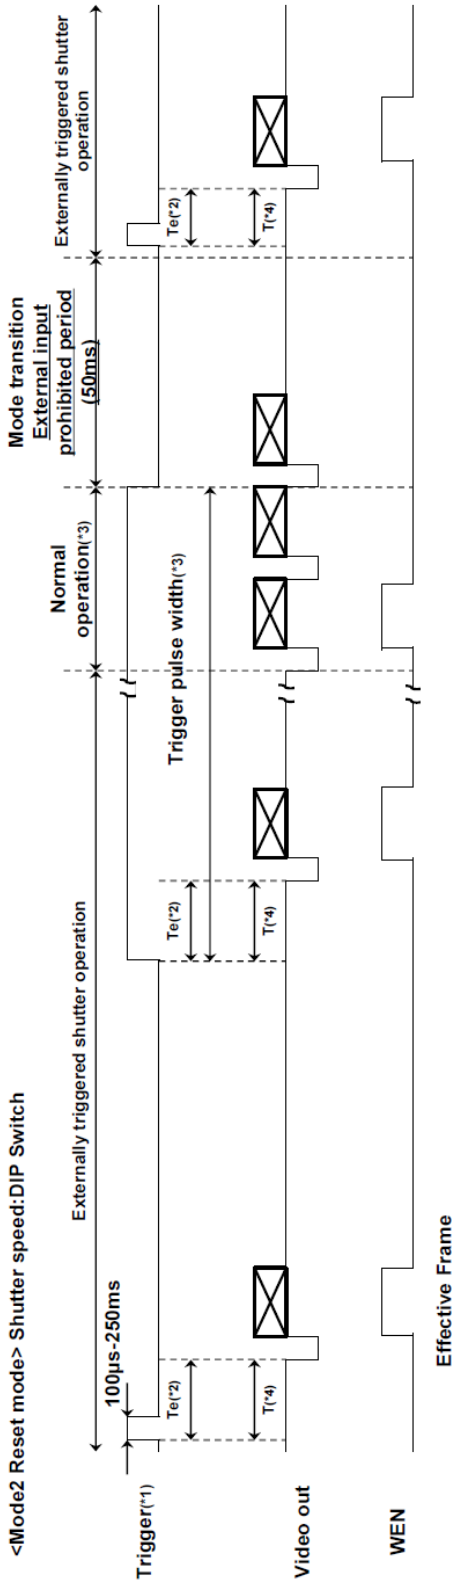 <Mode2 Reset mode> Shutter speed:DIP Switch
Externally triggered shutter operation
Normal
operation(*3)
Mode transition
External input
prohibited period
(50ms)
Externally triggered shutter
operation
100μs-250ms
Trigger(*1)
Te(*2)
Te(*2)
Trigger pulse width(*3)
Te(*2)
T(*4)
T(*4)
T(*4)
Video out
WEN
Effective Frame